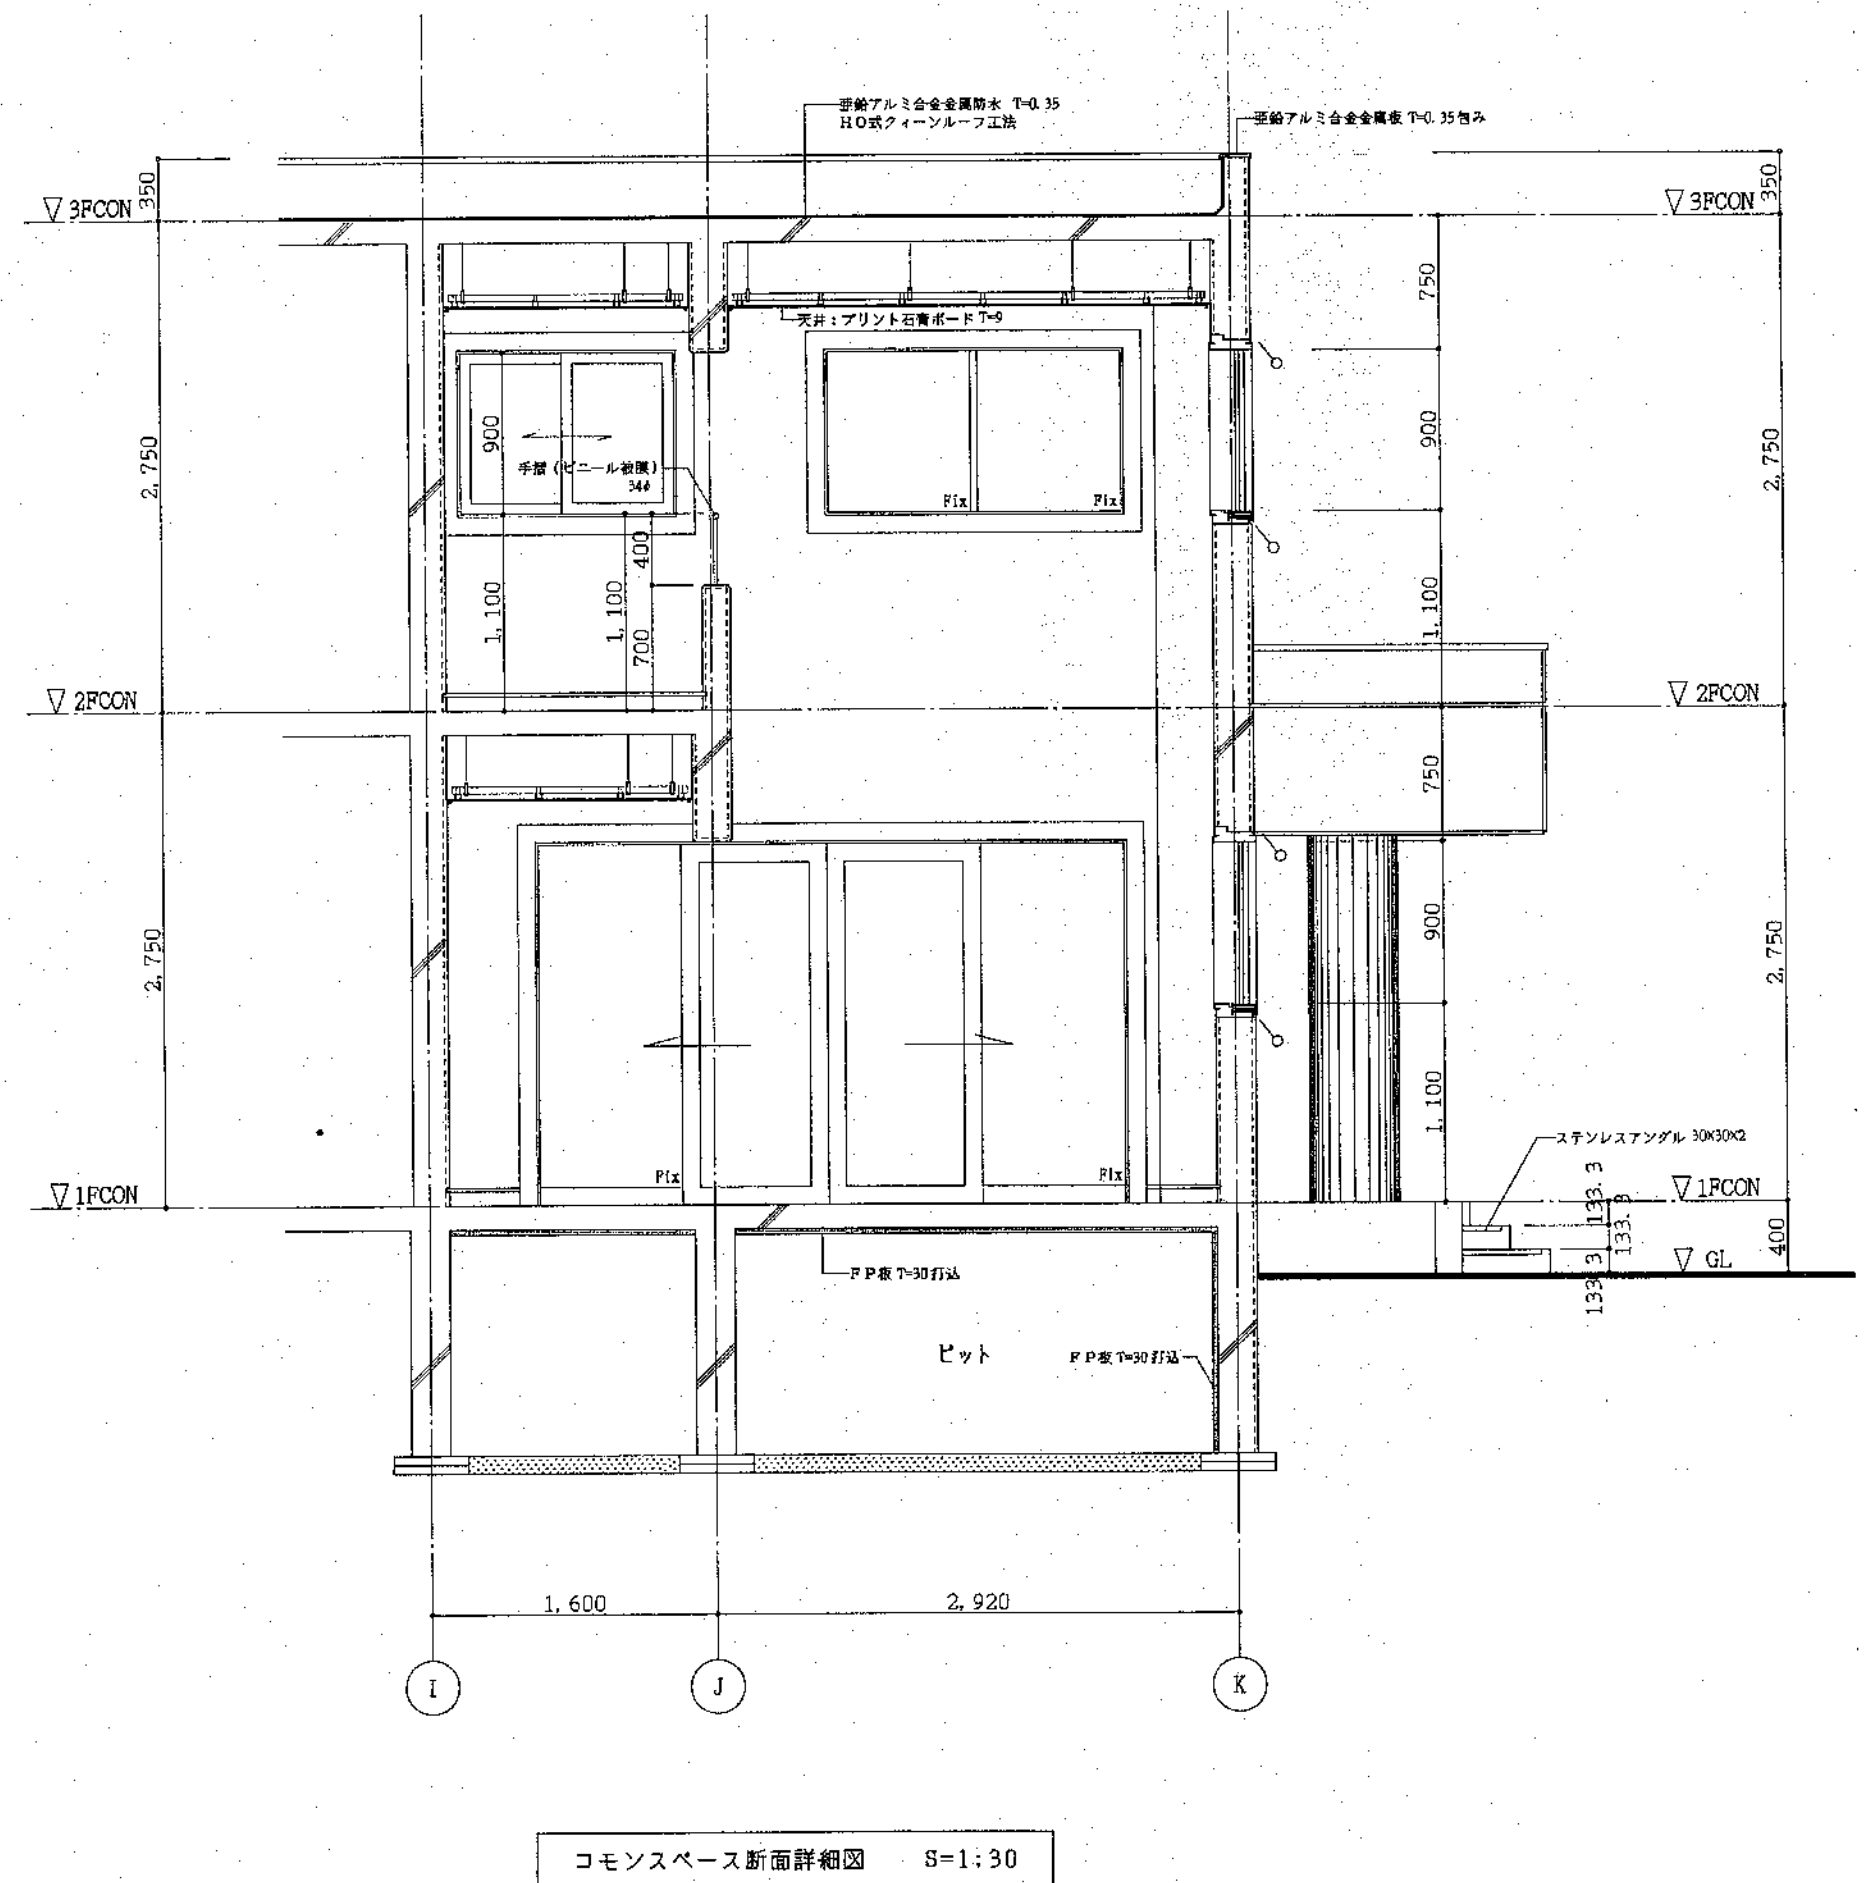 亜鉛アルミ合金金属防水 T=0.35
HO式クィーンルーフ工法
亜鉛アルミ合金金属板 T=0.35包み
350
▽ 3FCON
▽ 3FCON
350
750
天井：プリント石膏ボード T=9
900
900
2,750
2,750
手摺（ビニール被膜）
34φ
Fix
Fix
400
1,100
1,100
700
1,100
▽ 2FCON
▽ 2FCON
750
900
2,750
2,750
1,100
ステンレスアングル 30×30×2
Fix
Fix
133.3
▽ 1FCON
▽ 1FCON
133.3
400
▽ GL
133.3
FP板 T=30打込
ピット
FP板 T=30打込
1,600
2,920
I
J
K
コモンスペース断面詳細図 S=1:30